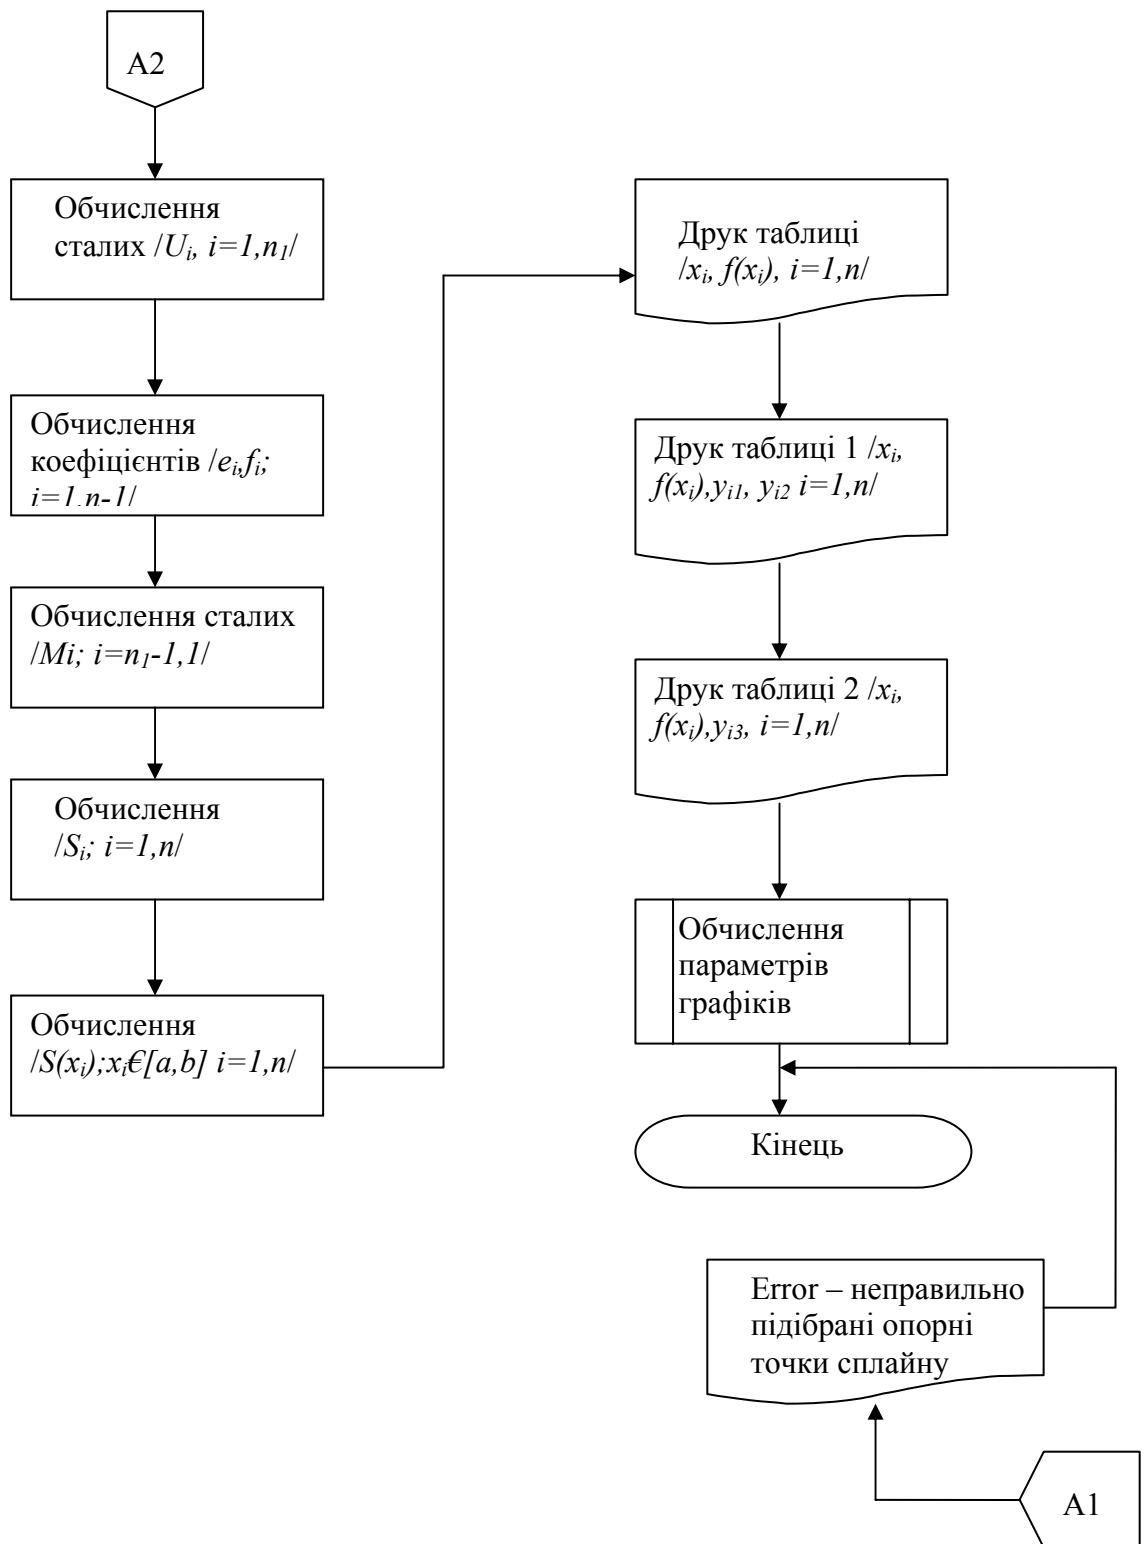 A2
Обчислення
сталих /Uᵢ, i=1,n₁/
Обчислення
коефіцієнтів /eᵢ,fᵢ;
i=1,n-1/
Обчислення сталих
/Mi; i=n₁-1,1/
Обчислення
/Sᵢ; i=1,n/
Обчислення
/S(xᵢ);xᵢ€[a,b] i=1,n/
Друк таблиці
/xᵢ, f(xᵢ), i=1,n/
Друк таблиці 1 /xᵢ,
f(xᵢ),yᵢ₁, yᵢ₂ i=1,n/
Друк таблиці 2 /xᵢ,
f(xᵢ),yᵢ₃, i=1,n/
Обчислення
параметрів
графіків
Кінець
Error – неправильно
підібрані опорні
точки сплайну
A1